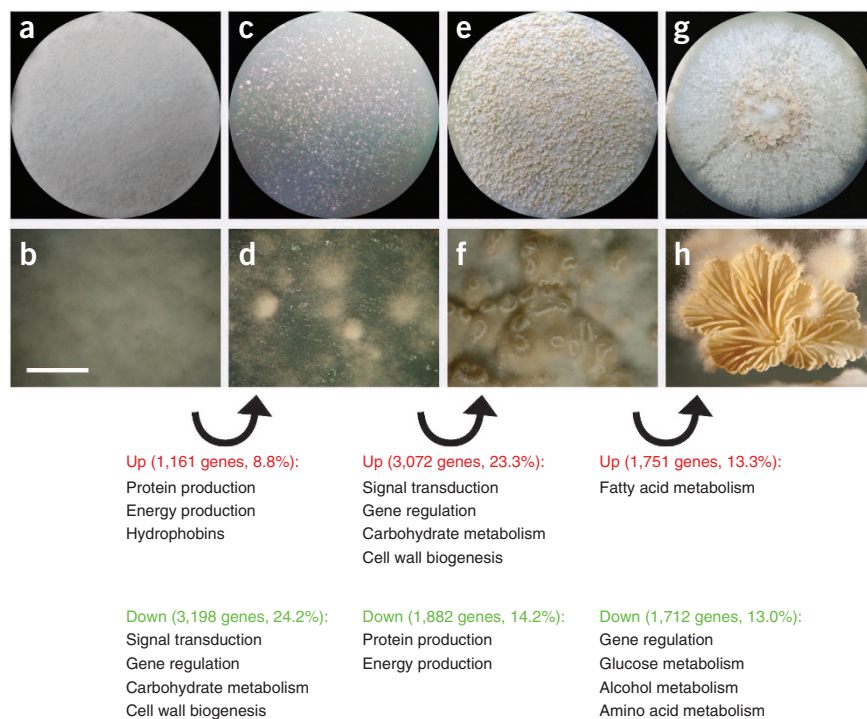 a
c
e
g
b
d
f
h
Up (1,161 genes, 8.8%):
Protein production
Energy production
Hydrophobins
Up (3,072 genes, 23.3%):
Signal transduction
Gene regulation
Carbohydrate metabolism
Cell wall biogenesis
Up (1,751 genes, 13.3%):
Fatty acid metabolism
Down (3,198 genes, 24.2%):
Signal transduction
Gene regulation
Carbohydrate metabolism
Cell wall biogenesis
Down (1,882 genes, 14.2%):
Protein production
Energy production
Down (1,712 genes, 13.0%):
Gene regulation
Glucose metabolism
Alcohol metabolism
Amino acid metabolism